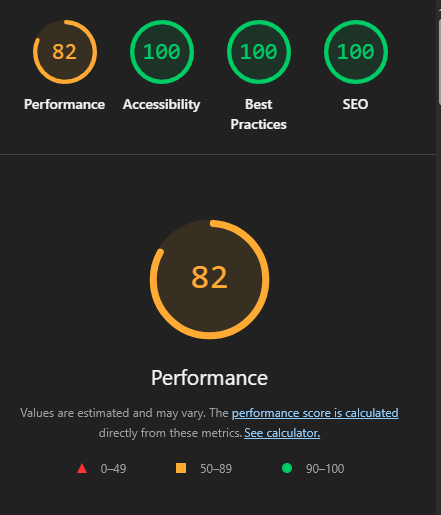 82 100 100 100
Performance Accessibility Best Practices SEO
82
Performance
Values are estimated and may vary. The performance score is calculated
directly from these metrics. See calculator.
0–49 50–89 90–100